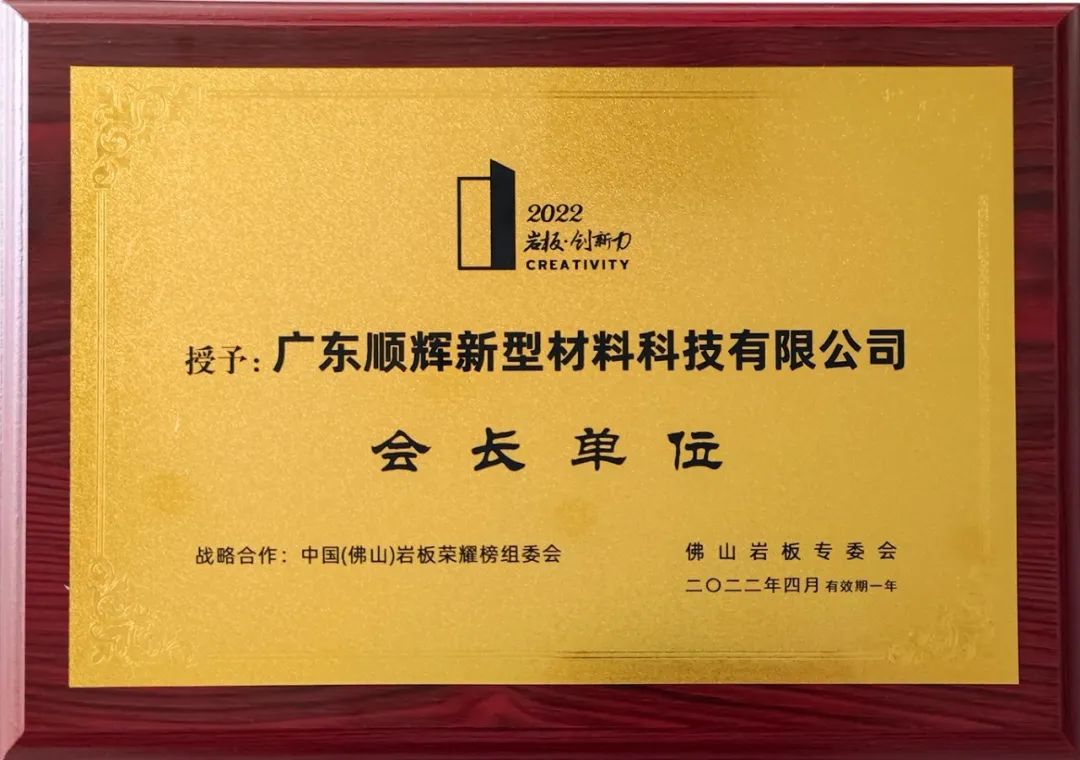 2022
岩板·创新力
CREATIVITY
授予：广东顺辉新型材料科技有限公司
会长单位
战略合作：中国(佛山)岩板荣耀榜组委会
佛山岩板专委会
二〇二二年四月 有效期一年